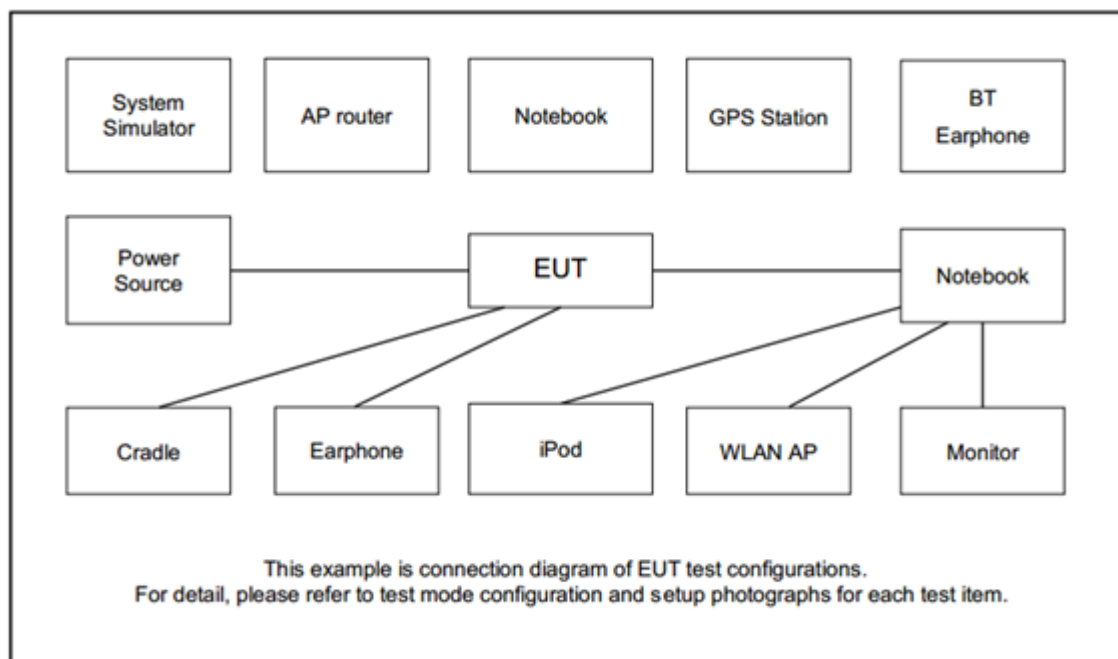 System
Simulator
AP router
Notebook
GPS Station
BT
Earphone
Power
Source
EUT
Notebook
Cradle
Earphone
iPod
WLAN AP
Monitor
This example is connection diagram of EUT test configurations.
For detail, please refer to test mode configuration and setup photographs for each test item.